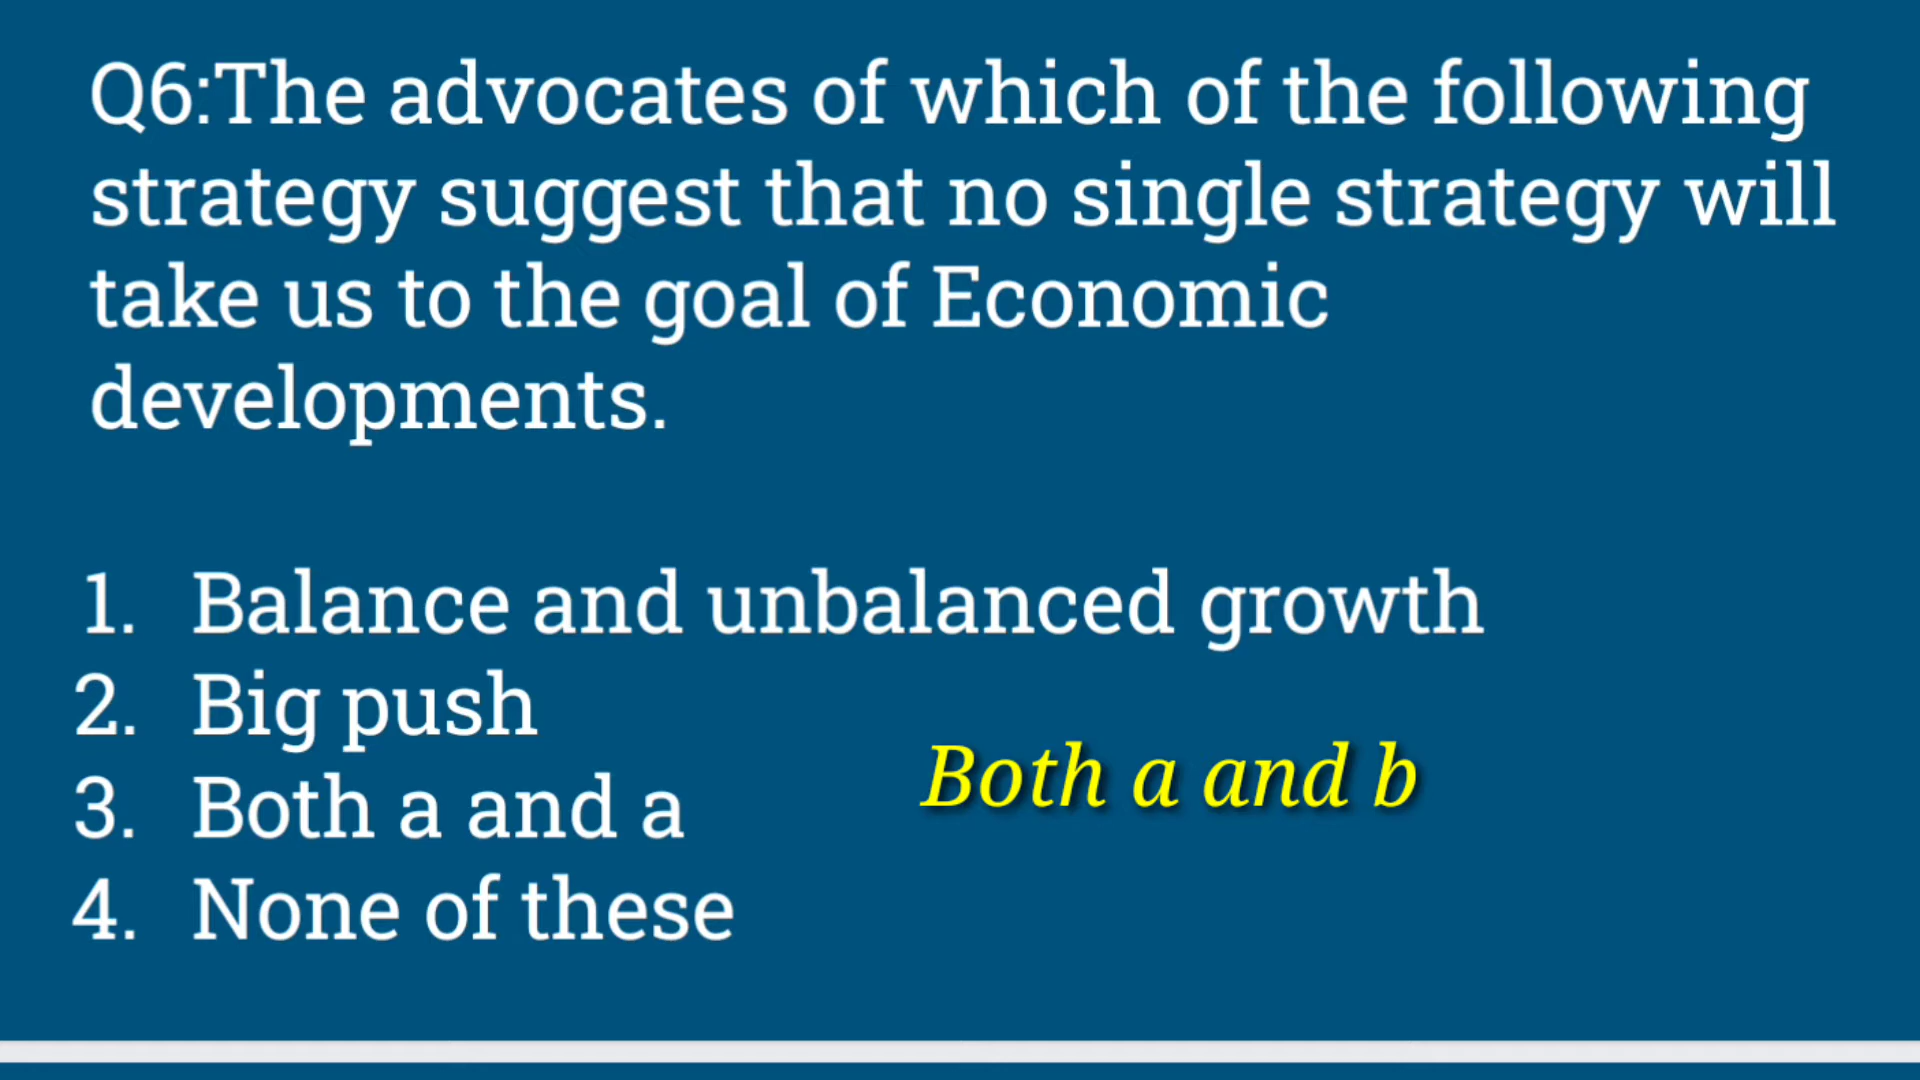 Q6:The advocates of which of the following
strategy suggest that no single strategy will
take us to the goal of Economic
developments.
1. Balance and unbalanced growth
2. Big push
Both a and b
3. Both a and a
4. None of these